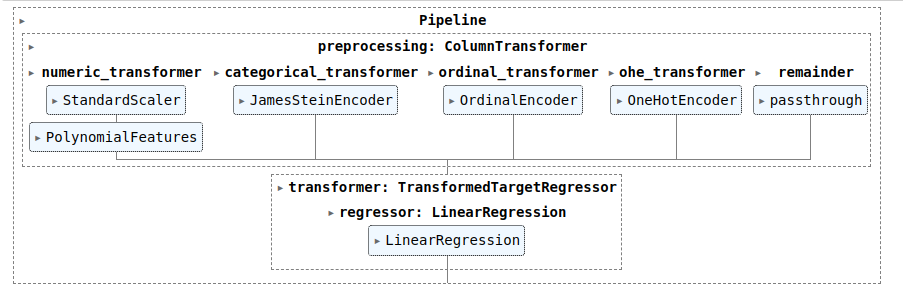 Pipeline
preprocessing: ColumnTransformer
numeric_transformer categorical_transformer ordinal_transformer ohe_transformer remainder
StandardScaler JamesSteinEncoder OrdinalEncoder OneHotEncoder passthrough
PolynomialFeatures
transformer: TransformedTargetRegressor
regressor: LinearRegression
LinearRegression